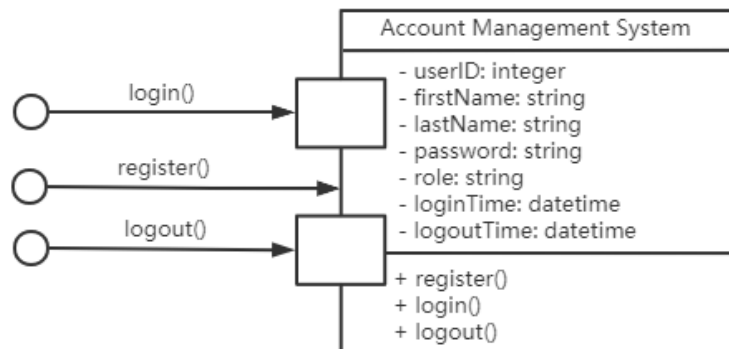 Account Management System
- userID: integer
- firstName: string
- lastName: string
- password: string
- role: string
- loginTime: datetime
- logoutTime: datetime
+ register()
+ login()
+ logout()
login()
register()
logout()